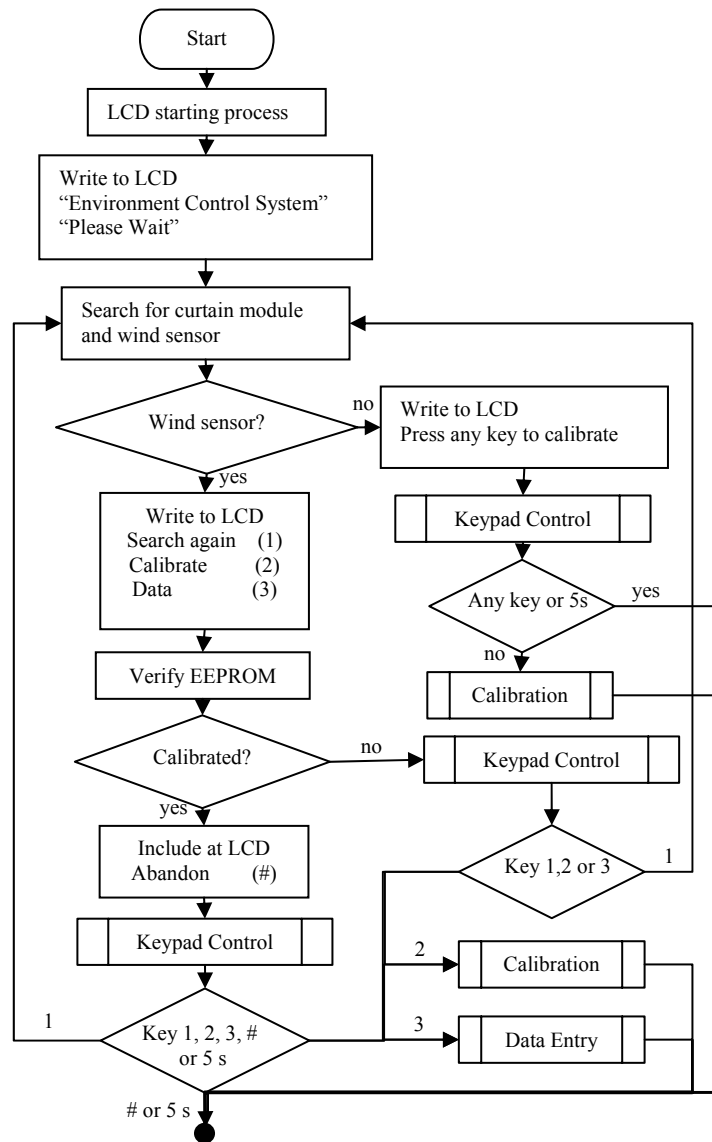 Start
LCD starting process
Write to LCD
“Environment Control System”
“Please Wait”
Search for curtain module
and wind sensor
Wind sensor?
no
Write to LCD
Press any key to calibrate
yes
Write to LCD
Search again (1)
Calibrate (2)
Data (3)
Keypad Control
Any key or 5s
yes
no
Calibration
Verify EEPROM
Calibrated?
no
Keypad Control
yes
Include at LCD
Abandon (#)
Key 1,2 or 3
1
Keypad Control
2
Calibration
1
Key 1, 2, 3, #
or 5 s
3
Data Entry
# or 5 s